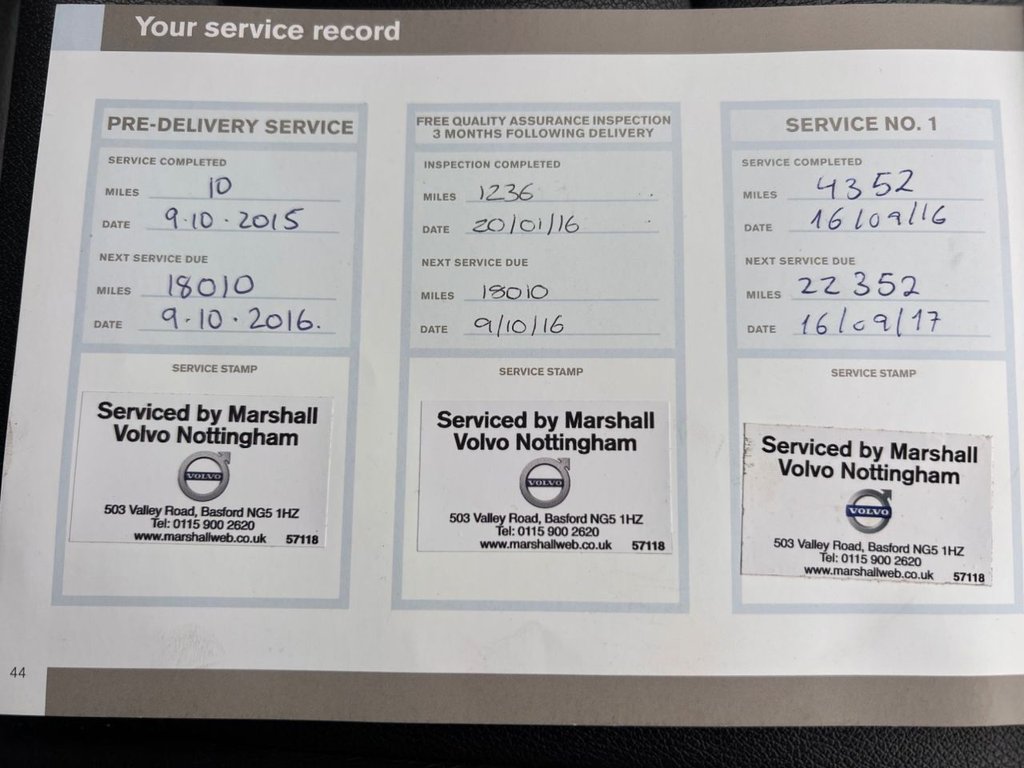 Your service record
PRE-DELIVERY SERVICE
SERVICE COMPLETED
MILES 10
DATE 9.10.2015
NEXT SERVICE DUE
MILES 18010
DATE 9.10.2016.
SERVICE STAMP
Serviced by Marshall
Volvo Nottingham
VOLVO
503 Valley Road, Basford NG5 1HZ
Tel: 0115 900 2620
www.marshallweb.co.uk 57118
FREE QUALITY ASSURANCE INSPECTION
3 MONTHS FOLLOWING DELIVERY
INSPECTION COMPLETED
MILES 1236
DATE 20/01/16
NEXT SERVICE DUE
MILES 18010
DATE 9/10/16
SERVICE STAMP
Serviced by Marshall
Volvo Nottingham
VOLVO
503 Valley Road, Basford NG5 1HZ
Tel: 0115 900 2620
www.marshallweb.co.uk 57118
SERVICE NO. 1
SERVICE COMPLETED
MILES 4352
DATE 16/09/16
NEXT SERVICE DUE
MILES 22352
DATE 16/09/17
SERVICE STAMP
Serviced by Marshall
Volvo Nottingham
VOLVO
503 Valley Road, Basford NG5 1HZ
Tel: 0115 900 2620
www.marshallweb.co.uk 57118
44